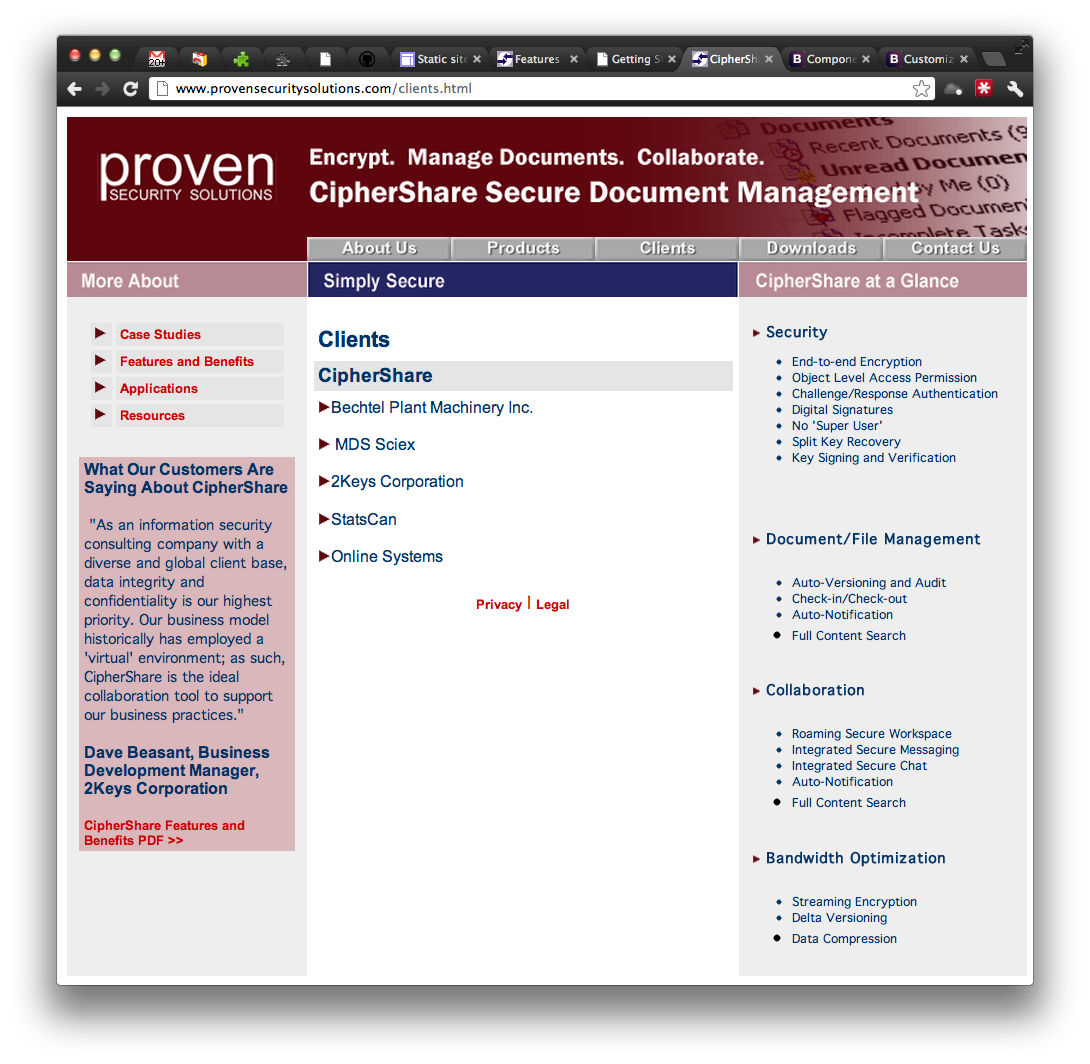 20+
Static site
Features
Getting S
CipherSh
B Compone
B Customiz
www.provensecuritysolutions.com/clients.html
proven
SECURITY SOLUTIONS
Encrypt. Manage Documents. Collaborate.
CipherShare Secure Document Management
Documents
Recent Documents (9
Unread Documen
by Me (0)
Flagged Document
Incomplete Task
About Us
Products
Clients
Downloads
Contact Us
More About
Simply Secure
CipherShare at a Glance
Case Studies
Features and Benefits
Applications
Resources
What Our Customers Are
Saying About CipherShare
"As an information security
consulting company with a
diverse and global client base,
data integrity and
confidentiality is our highest
priority. Our business model
historically has employed a
'virtual' environment; as such,
CipherShare is the ideal
collaboration tool to support
our business practices."
Dave Beasant, Business
Development Manager,
2Keys Corporation
CipherShare Features and
Benefits PDF >>
Clients
CipherShare
Bechtel Plant Machinery Inc.
MDS Sciex
2Keys Corporation
StatsCan
Online Systems
Privacy | Legal
Security
End-to-end Encryption
Object Level Access Permission
Challenge/Response Authentication
Digital Signatures
No 'Super User'
Split Key Recovery
Key Signing and Verification
Document/File Management
Auto-Versioning and Audit
Check-in/Check-out
Auto-Notification
Full Content Search
Collaboration
Roaming Secure Workspace
Integrated Secure Messaging
Integrated Secure Chat
Auto-Notification
Full Content Search
Bandwidth Optimization
Streaming Encryption
Delta Versioning
Data Compression